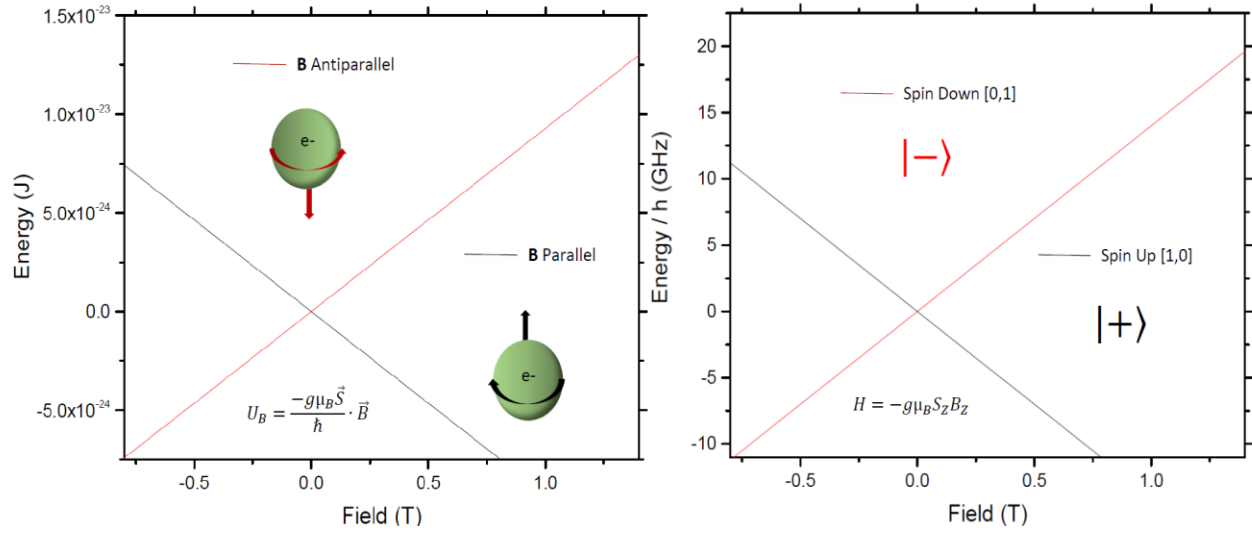 1.5x10⁻²³
1.0x10⁻²³
5.0x10⁻²⁴
0.0
-5.0x10⁻²⁴
Energy (J)
B Antiparallel
e-
B Parallel
e-
U_B = −gμ_B S⃗ / ħ · B⃗
-0.5 0.0 0.5 1.0
Field (T)
20
15
10
5
0
-5
-10
Energy / h (GHz)
Spin Down [0,1]
|−⟩
Spin Up [1,0]
|+⟩
H = −gμ_B S_Z B_Z
-0.5 0.0 0.5 1.0
Field (T)